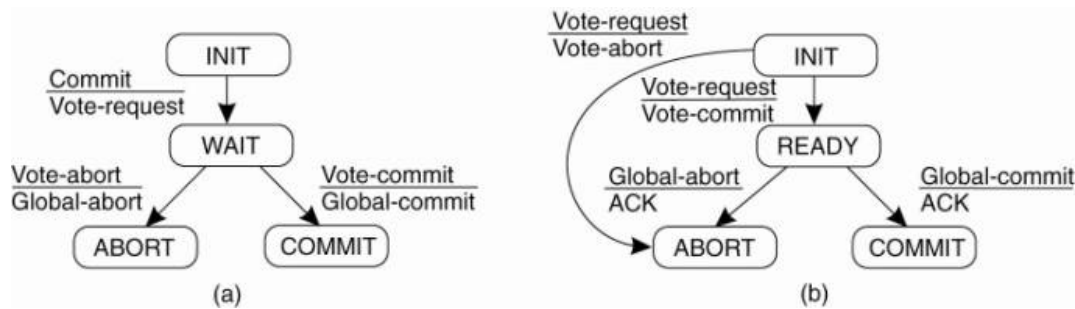 INIT
Commit
Vote-request
WAIT
Vote-abort
Global-abort
Vote-commit
Global-commit
ABORT
COMMIT
(a)
Vote-request
Vote-abort
INIT
Vote-request
Vote-commit
READY
Global-abort
ACK
Global-commit
ACK
ABORT
COMMIT
(b)